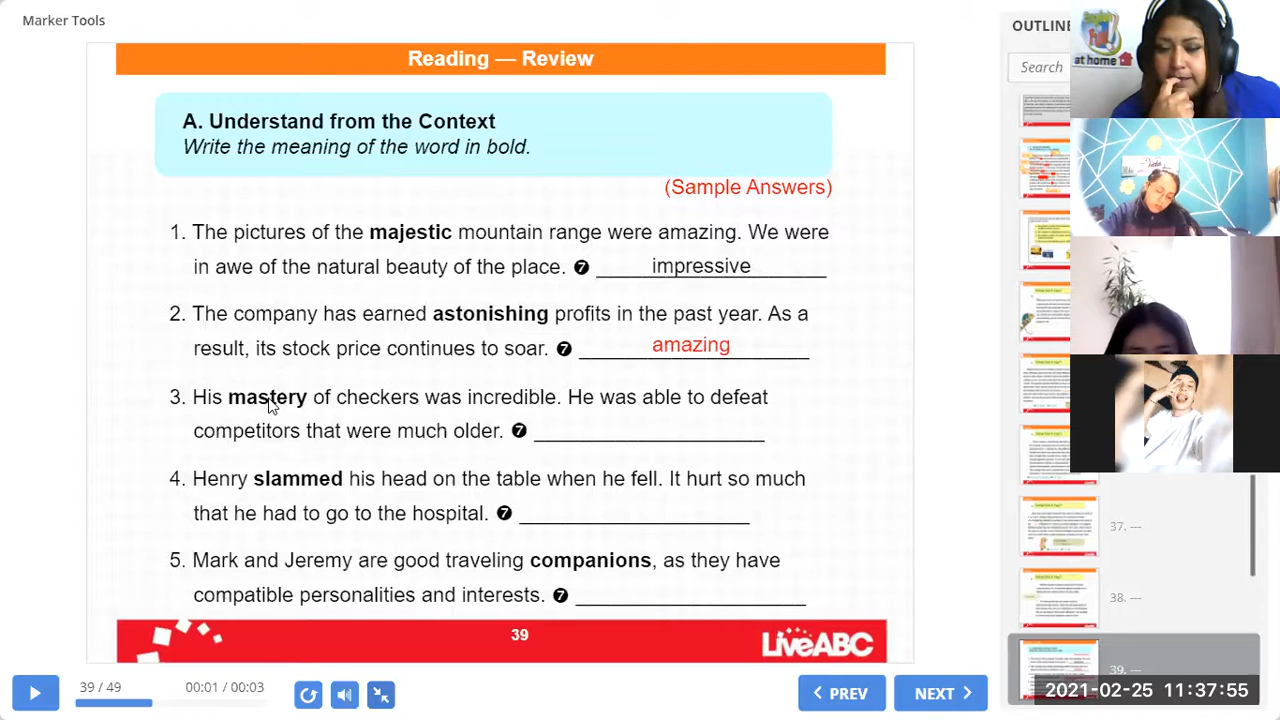 Marker Tools
OUTLINE
Search
at home
Reading — Review
A. Understand from the Context
Write the meaning of the word in bold.
(Sample Answers)
1. The pictures of the majestic mountain range were amazing. We were
in awe of the natural beauty of the place. ❼ impressive
2. The company has earned astonishing profits in the past year. As a
result, its stock price continues to soar. ❼ amazing
3. His mastery of checkers was incredible. He was able to defeat
competitors that were much older. ❼
4. Henry slammed his head on the table when he fell. It hurt so much
that he had to go to the hospital. ❼
5. Mark and Jeremy are good traveling companions, as they have
compatible personalities and interests. ❼
39
LiveABC
37. ---
38. ---
39. ---
39 / 49
00:01 / 00:03
PREV
NEXT
2021-02-25 11:37:55